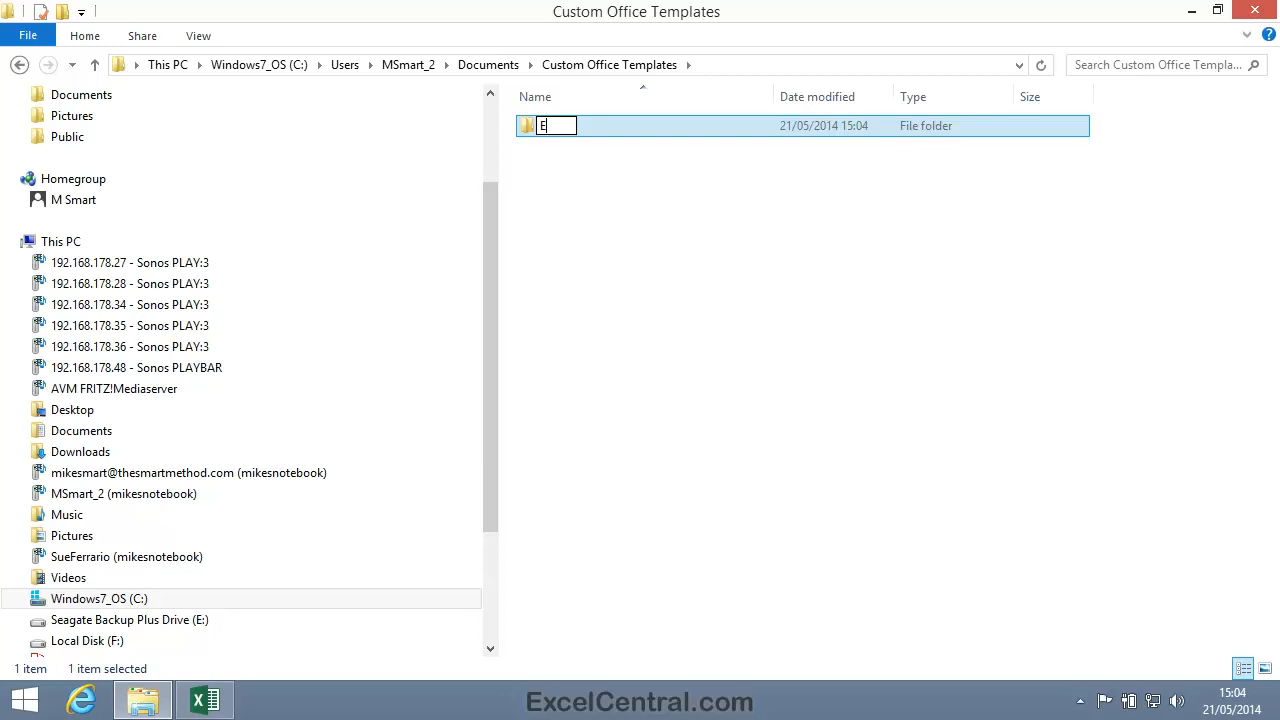 Custom Office Templates
File Home Share View
This PC Windows7_OS (C:) Users MSmart_2 Documents Custom Office Templates
Search Custom Office Templa...
Name Date modified Type Size
E 21/05/2014 15:04 File folder
Documents
Pictures
Public
Homegroup
M Smart
This PC
192.168.178.27 - Sonos PLAY:3
192.168.178.28 - Sonos PLAY:3
192.168.178.34 - Sonos PLAY:3
192.168.178.35 - Sonos PLAY:3
192.168.178.36 - Sonos PLAY:3
192.168.178.48 - Sonos PLAYBAR
AVM FRITZ!Mediaserver
Desktop
Documents
Downloads
mikesmart@thesmartmethod.com (mikesnotebook)
MSmart_2 (mikesnotebook)
Music
Pictures
SueFerrario (mikesnotebook)
Videos
Windows7_OS (C:)
Seagate Backup Plus Drive (E:)
Local Disk (F:)
1 item 1 item selected
ExcelCentral.com
15:04
21/05/2014